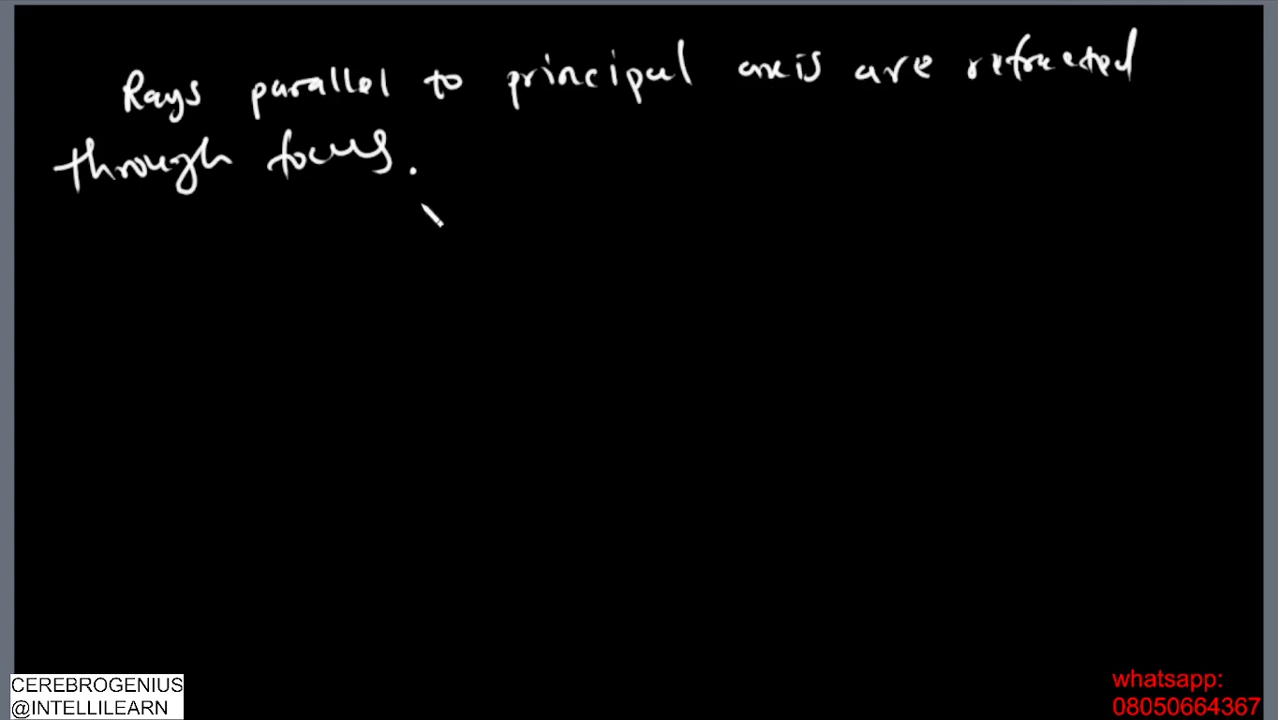 Rays parallel to principal axis are refracted
through focus.
CEREBROGENIUS
@INTELLILEARN
whatsapp:
08050664367